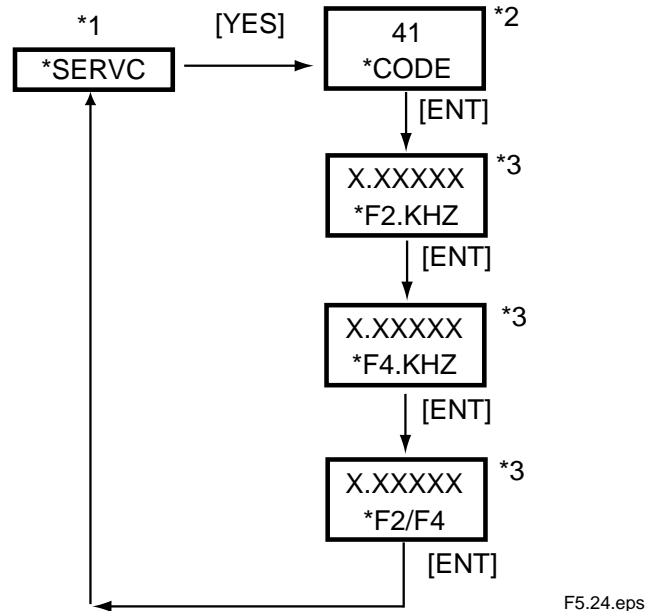 *1
*SERVC
[YES]
41
*CODE
*2
[ENT]
X.XXXXX
*F2.KHZ
*3
[ENT]
X.XXXXX
*F4.KHZ
*3
[ENT]
X.XXXXX
*F2/F4
*3
[ENT]
F5.24.eps